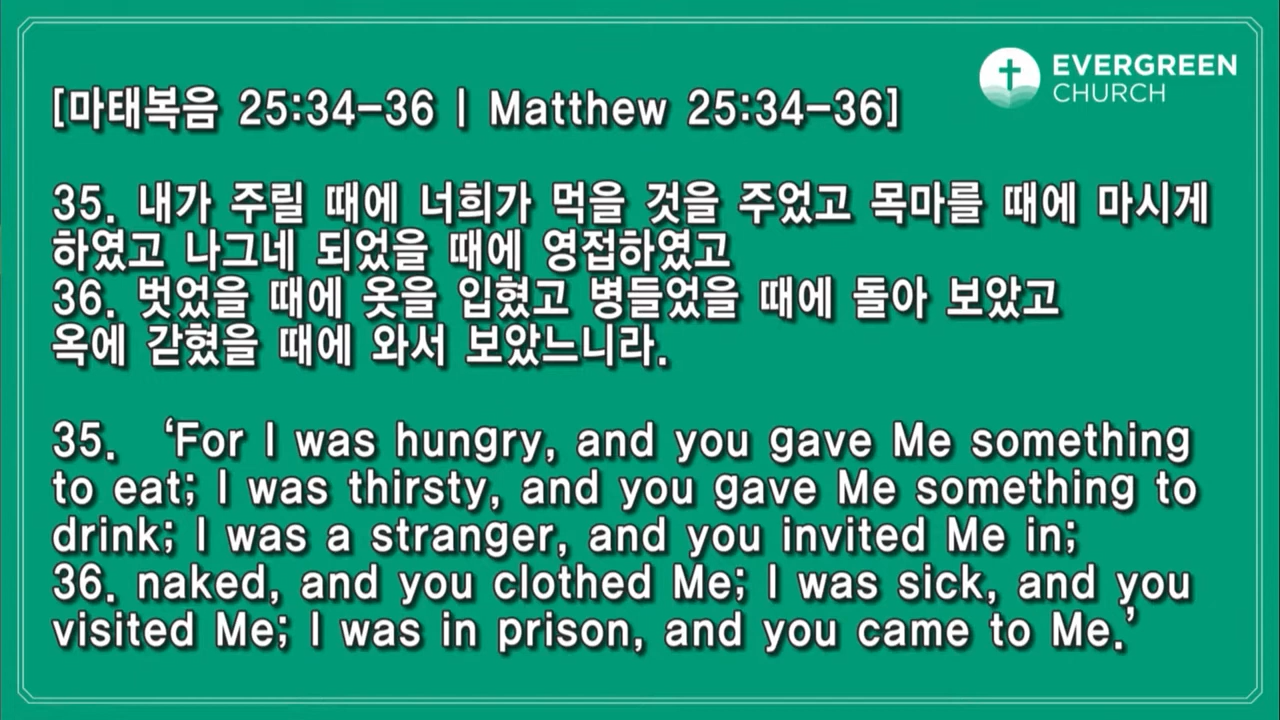 EVERGREEN
CHURCH
[마태복음 25:34-36 | Matthew 25:34-36]
35. 내가 주릴 때에 너희가 먹을 것을 주었고 목마를 때에 마시게
하였고 나그네 되었을 때에 영접하였고
36. 벗었을 때에 옷을 입혔고 병들었을 때에 돌아 보았고
옥에 갇혔을 때에 와서 보았느니라.
35. ‘For I was hungry, and you gave Me something
to eat; I was thirsty, and you gave Me something to
drink; I was a stranger, and you invited Me in;
36. naked, and you clothed Me; I was sick, and you
visited Me; I was in prison, and you came to Me.’